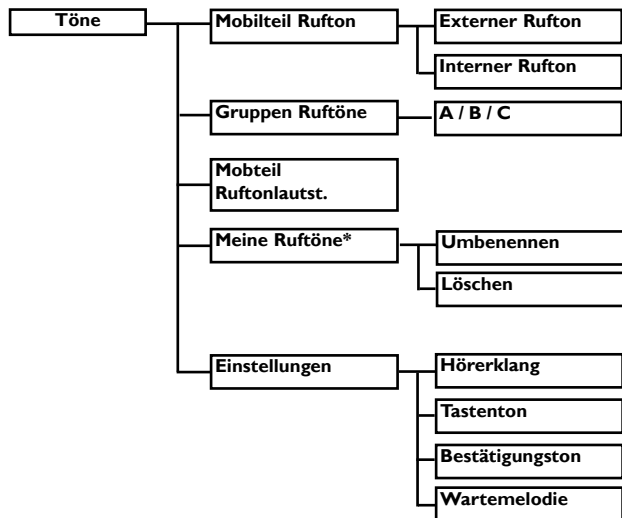 Töne
Mobilteil Rufton
Externer Rufton
Interner Rufton
Gruppen Ruftöne
A / B / C
Mobteil
Ruftonlautst.
Meine Ruftöne*
Umbenennen
Löschen
Einstellungen
Hörerklang
Tastenton
Bestätigungston
Wartemelodie